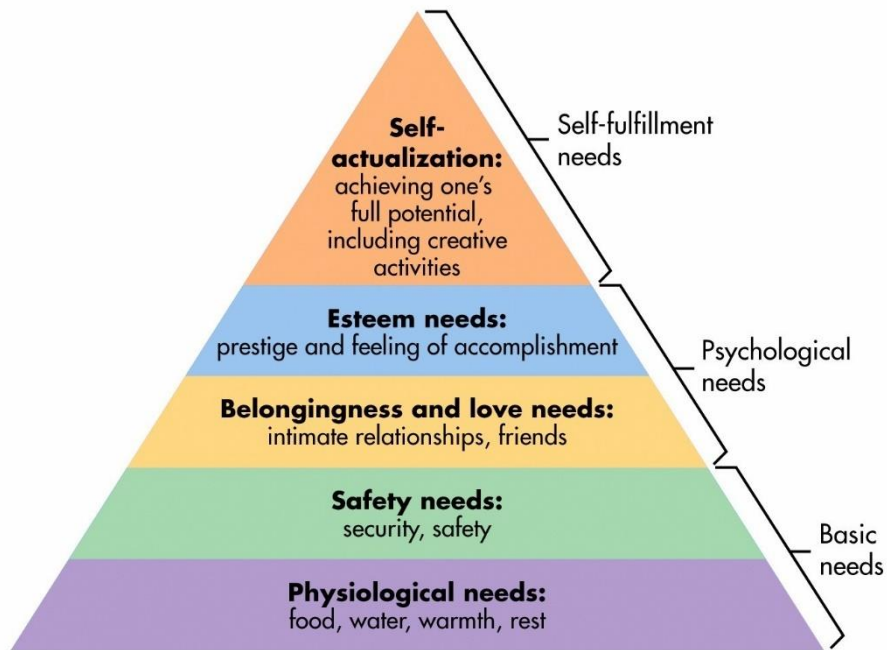 Self-
actualization:
achieving one's
full potential,
including creative
activities
Self-fulfillment
needs
Esteem needs:
prestige and feeling of accomplishment
Psychological
needs
Belongingness and love needs:
intimate relationships, friends
Safety needs:
security, safety
Basic
needs
Physiological needs:
food, water, warmth, rest